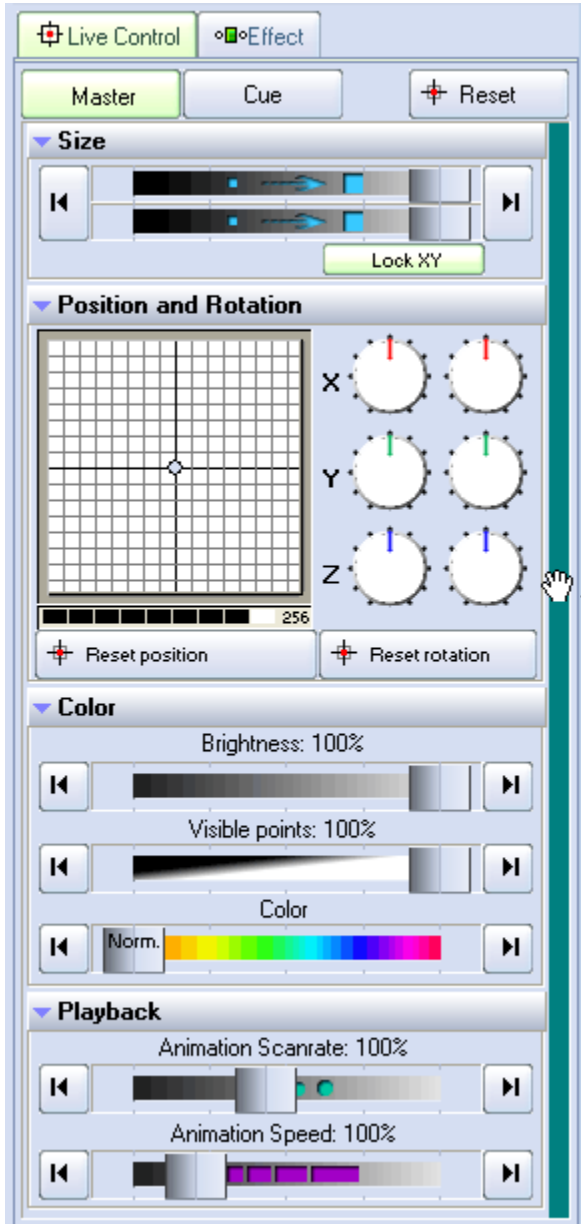 Live Control Effect
Master Cue Reset
Size
Lock XY
Position and Rotation
X
Y
Z
256
Reset position Reset rotation
Color
Brightness: 100%
Visible points: 100%
Color
Norm.
Playback
Animation Scanrate: 100%
Animation Speed: 100%